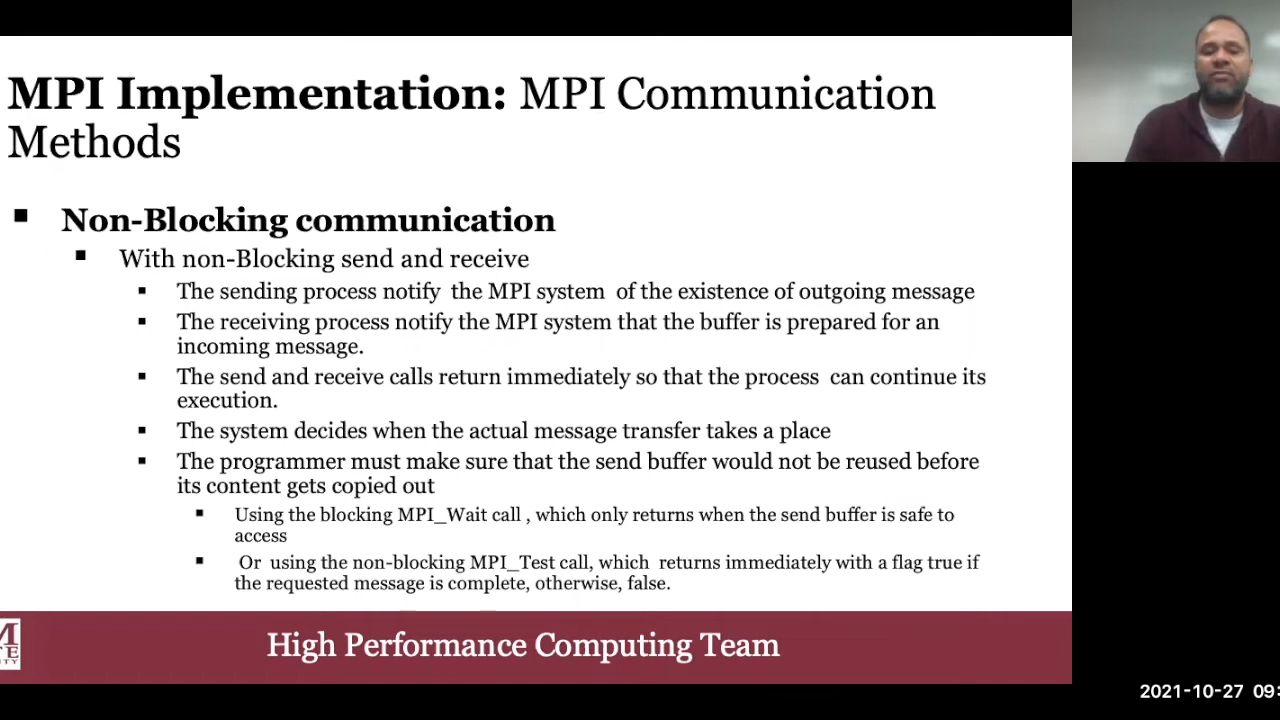 MPI Implementation: MPI Communication
Methods
▪ Non-Blocking communication
▪ With non-Blocking send and receive
▪ The sending process notify the MPI system of the existence of outgoing message
▪ The receiving process notify the MPI system that the buffer is prepared for an
incoming message.
▪ The send and receive calls return immediately so that the process can continue its
execution.
▪ The system decides when the actual message transfer takes a place
▪ The programmer must make sure that the send buffer would not be reused before
its content gets copied out
▪ Using the blocking MPI_Wait call , which only returns when the send buffer is safe to
access
▪ Or using the non-blocking MPI_Test call, which returns immediately with a flag true if
the requested message is complete, otherwise, false.
High Performance Computing Team
2021-10-27 09: